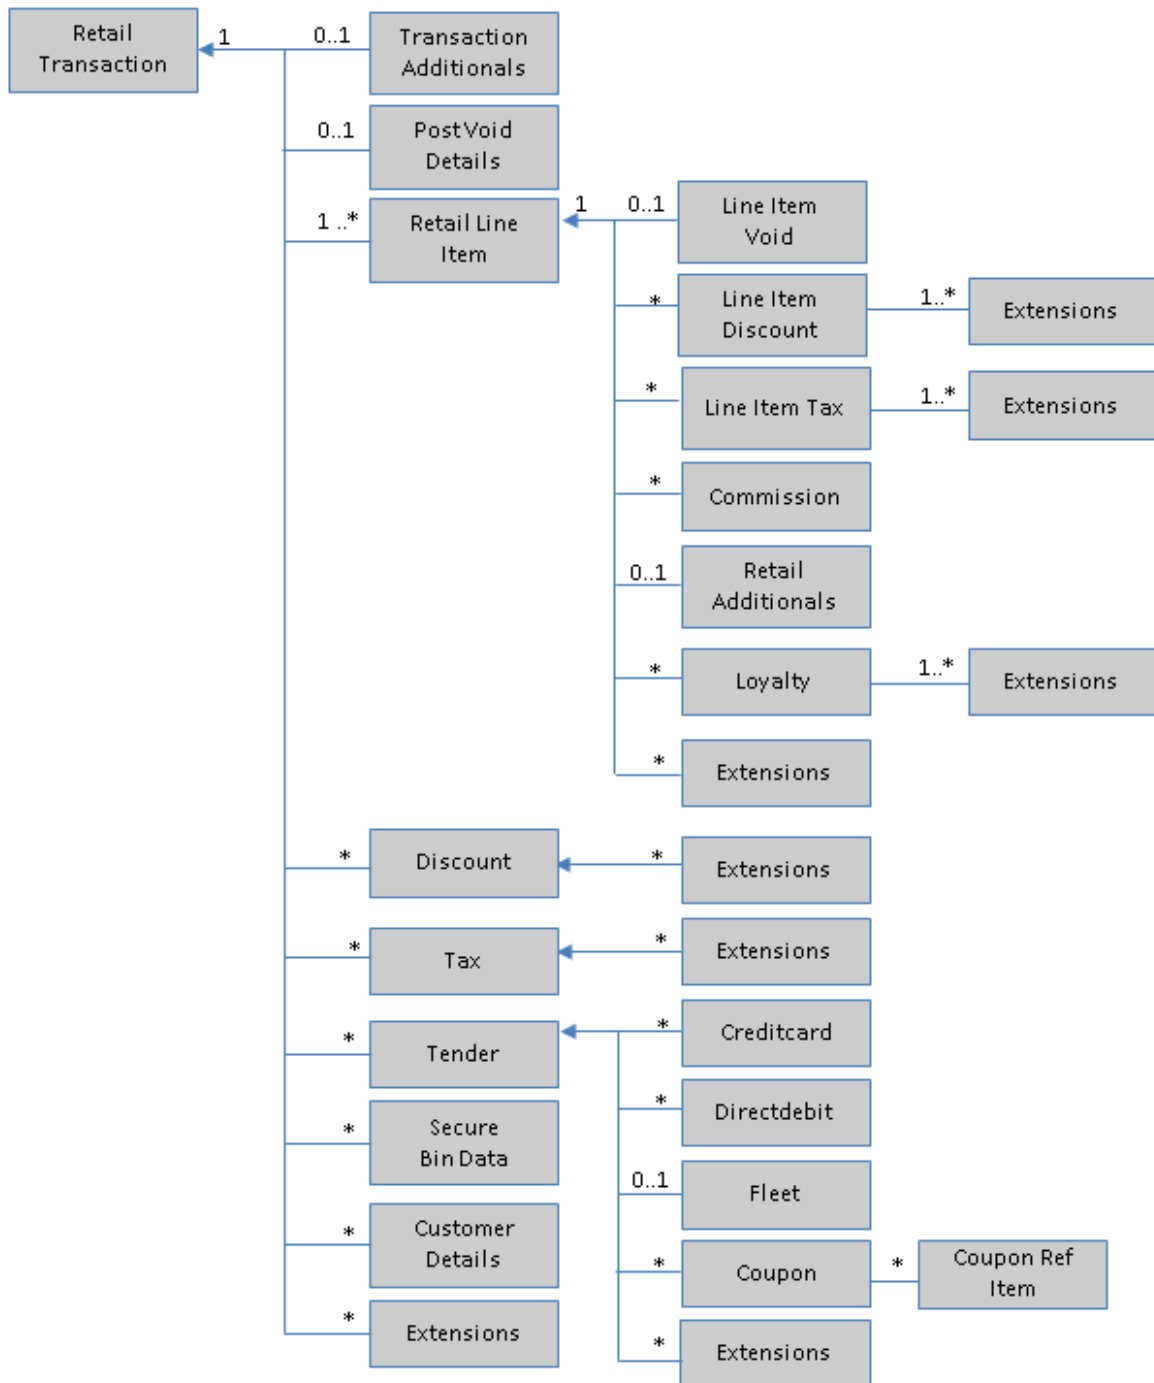 Retail
Transaction
1
0..1
Transaction
Additionals
0..1
Post Void
Details
1 ..*
Retail Line
Item
1
0..1
Line Item
Void
*
Line Item
Discount
1..*
Extensions
*
Line Item Tax
1..*
Extensions
*
Commission
0..1
Retail
Additionals
*
Loyalty
1..*
Extensions
*
Extensions
*
Discount
*
Extensions
*
Tax
*
Extensions
*
Tender
*
Creditcard
*
Directdebit
*
Secure
Bin Data
0..1
Fleet
*
Customer
Details
*
Coupon
*
Coupon Ref
Item
*
Extensions
*
Extensions